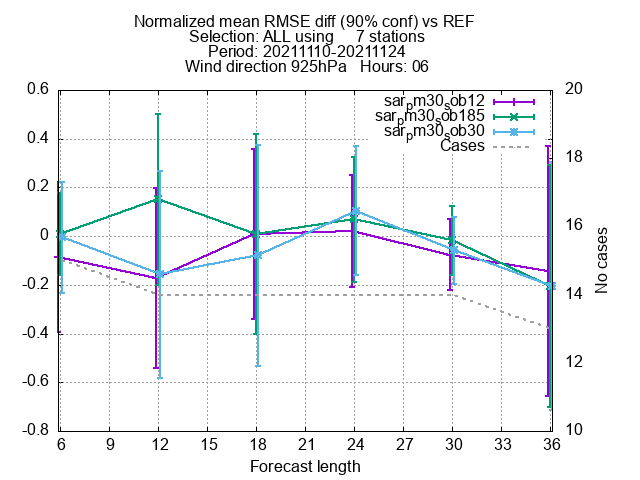 Normalized mean RMSE diff (90% conf) vs REF
Selection: ALL using     7 stations
Period: 20211110-20211124
Wind direction 925hPa   Hours: 06
sarpm30sob12
sarpm30sob185
sarpm30sob30
Cases
0.6
0.4
0.2
0
-0.2
-0.4
-0.6
-0.8
20
18
16
14
12
10
No cases
6 9 12 15 18 21 24 27 30 33 36
Forecast length